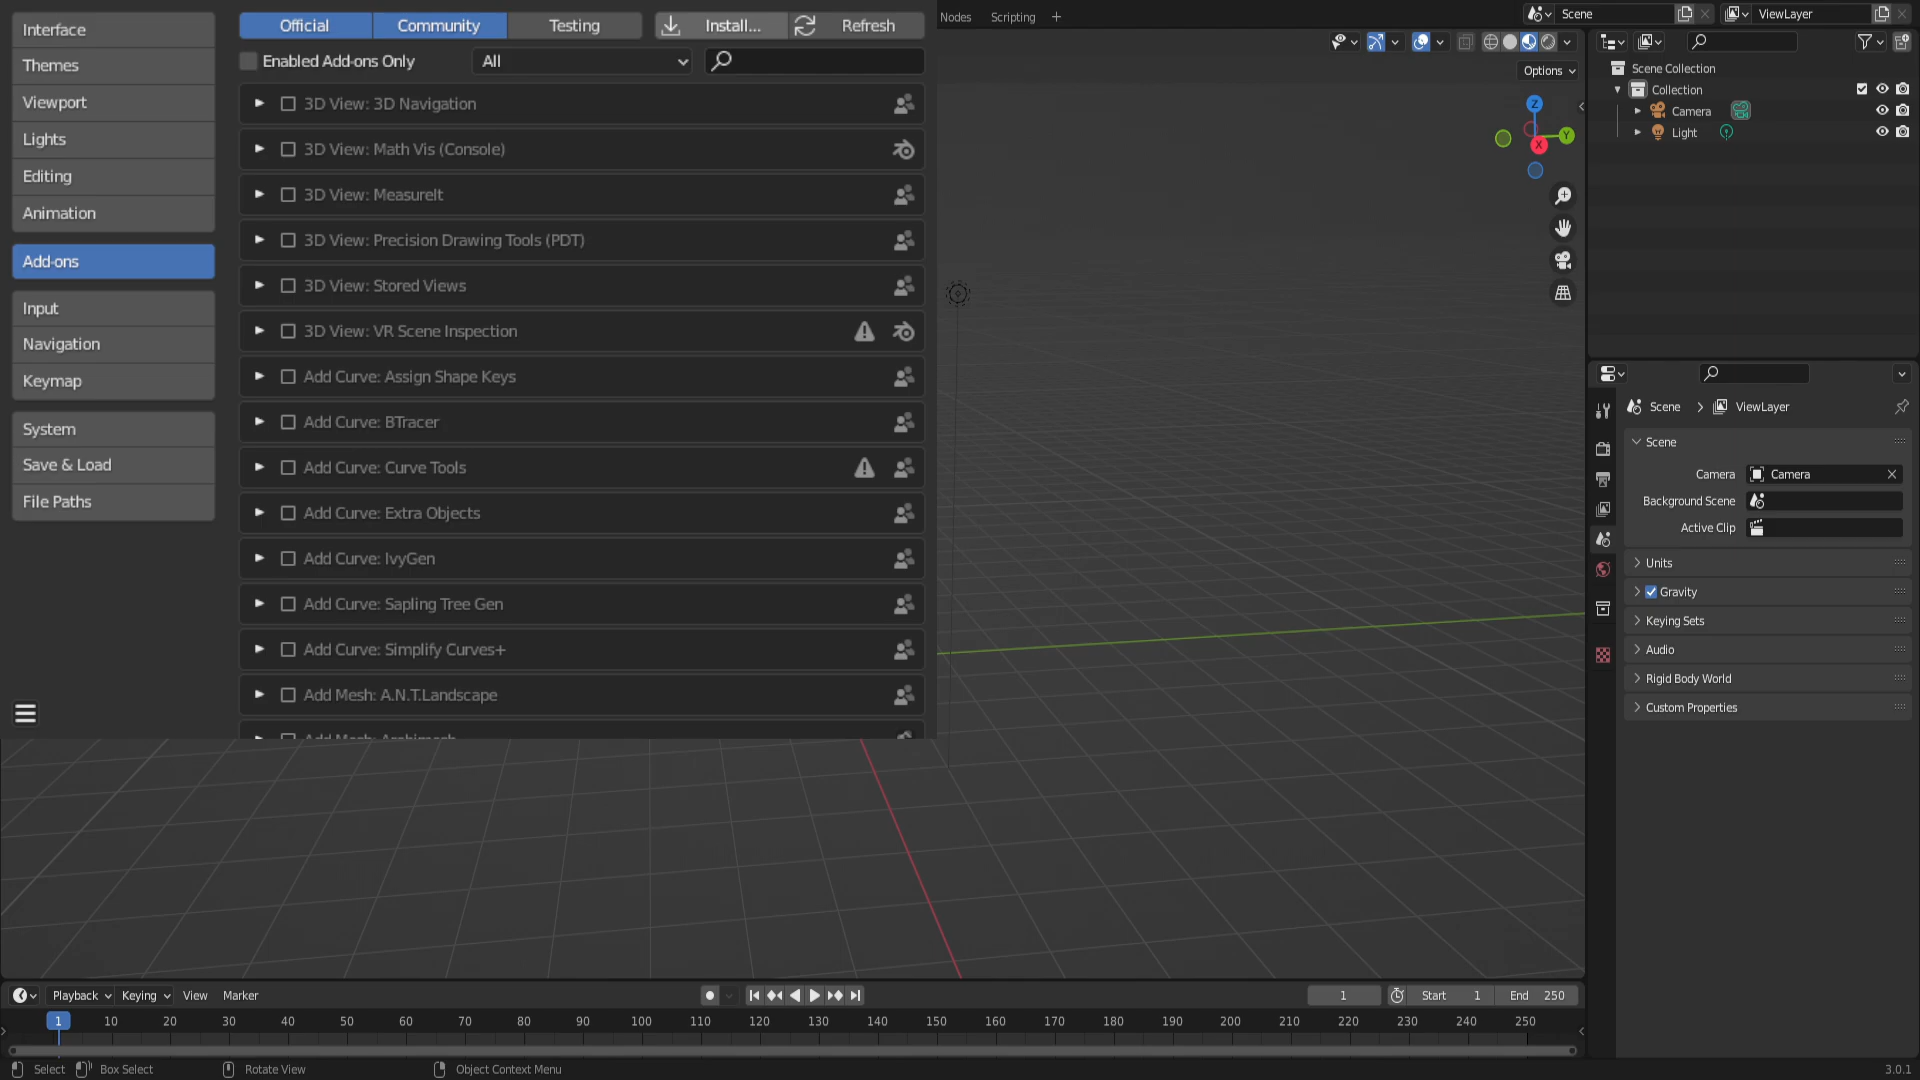 Interface
Themes
Viewport
Lights
Editing
Animation
Add-ons
Input
Navigation
Keymap
System
Save & Load
File Paths
Official Community Testing Install... Refresh
Enabled Add-ons Only All
3D View: 3D Navigation
3D View: Math Vis (Console)
3D View: MeasureIt
3D View: Precision Drawing Tools (PDT)
3D View: Stored Views
3D View: VR Scene Inspection
Add Curve: Assign Shape Keys
Add Curve: BTracer
Add Curve: Curve Tools
Add Curve: Extra Objects
Add Curve: IvyGen
Add Curve: Sapling Tree Gen
Add Curve: Simplify Curves+
Add Mesh: A.N.T.Landscape
Nodes Scripting +
Scene ViewLayer
Options
Z
Y
X
Scene Collection
Collection
Camera
Light
Scene > ViewLayer
Scene
Camera Camera
Background Scene
Active Clip
Units
Gravity
Keying Sets
Audio
Rigid Body World
Custom Properties
Playback Keying View Marker 1 Start 1 End 250
1 10 20 30 40 50 60 70 80 90 100 110 120 130 140 150 160 170 180 190 200 210 220 230 240 250
Select Box Select Rotate View Object Context Menu 3.0.1